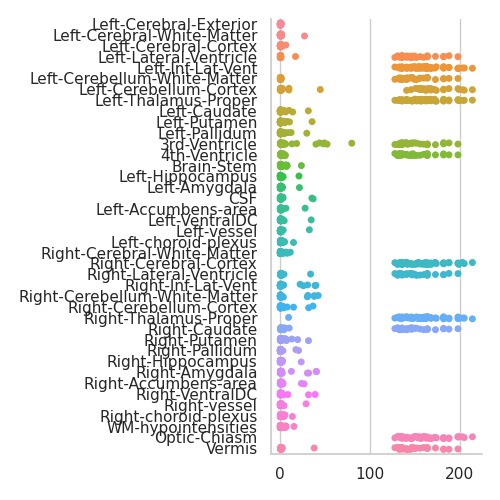 Left-Cerebral-Exterior
Left-Cerebral-White-Matter
Left-Cerebral-Cortex
Left-Lateral-Ventricle
Left-Inf-Lat-Vent
Left-Cerebellum-White-Matter
Left-Cerebellum-Cortex
Left-Thalamus-Proper
Left-Caudate
Left-Putamen
Left-Pallidum
3rd-Ventricle
4th-Ventricle
Brain-Stem
Left-Hippocampus
Left-Amygdala
CSF
Left-Accumbens-area
Left-VentralDC
Left-vessel
Left-choroid-plexus
Right-Cerebral-White-Matter
Right-Cerebral-Cortex
Right-Lateral-Ventricle
Right-Inf-Lat-Vent
Right-Cerebellum-White-Matter
Right-Cerebellum-Cortex
Right-Thalamus-Proper
Right-Caudate
Right-Putamen
Right-Pallidum
Right-Hippocampus
Right-Amygdala
Right-Accumbens-area
Right-VentralDC
Right-vessel
Right-choroid-plexus
WM-hypointensities
Optic-Chiasm
Vermis
0 100 200